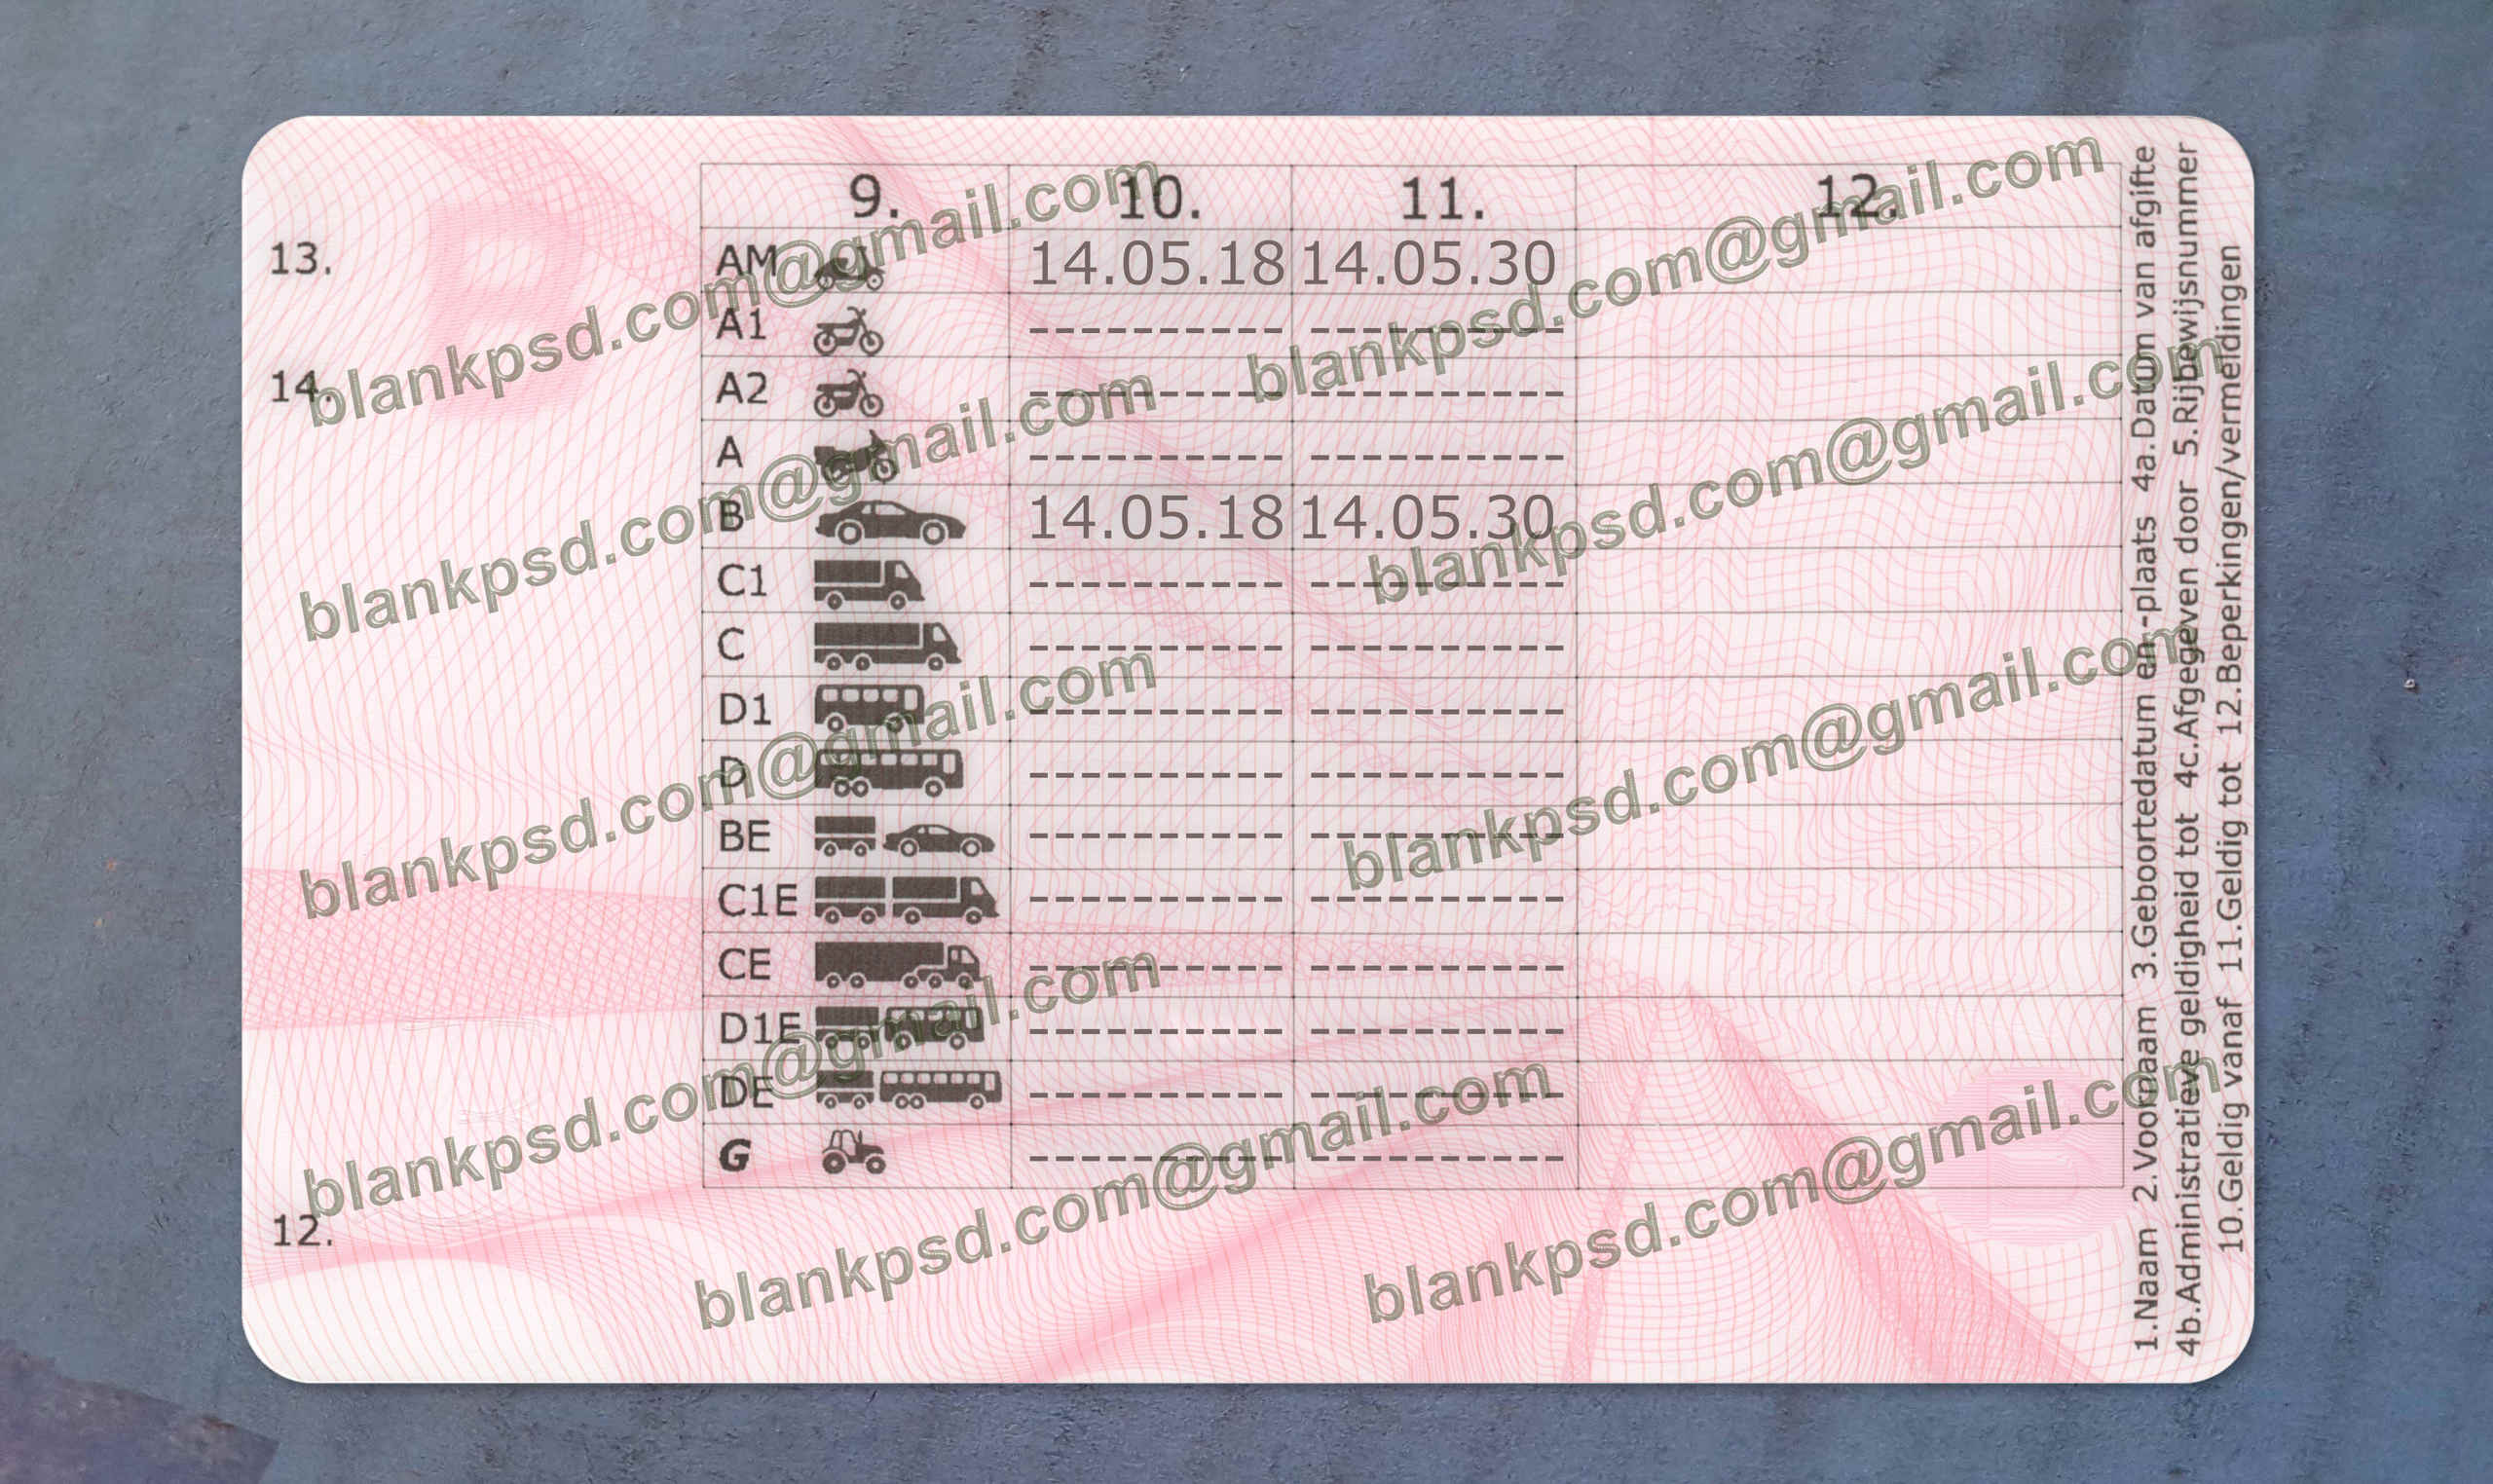 9. 10. 11. 12.
13.
AM 14.05.18 14.05.30
A1 ---------- ----------
14.
A2 ---------- ----------
A ---------- ----------
B 14.05.18 14.05.30
C1 ---------- ----------
C ---------- ----------
D1 ---------- ----------
D ---------- ----------
BE ---------- ----------
C1E ---------- ----------
CE ---------- ----------
D1E ---------- ----------
DE ---------- ----------
G ---------- ----------
12.
1.Naam 2.Voornaam 3.Geboortedatum en -plaats 4a.Datum van afgifte
4b.Administratieve geldigheid tot 4c.Afgegeven door 5.Rijbewijsnummer
10.Geldig vanaf 11.Geldig tot 12.Beperkingen/vermeldingen
blankpsd.com@gmail.com
blankpsd.com@gmail.com
blankpsd.com@gmail.com
blankpsd.com@gmail.com
blankpsd.com@gmail.com
blankpsd.com@gmail.com
blankpsd.com@gmail.com
blankpsd.com@gmail.com
blankpsd.com@gmail.com